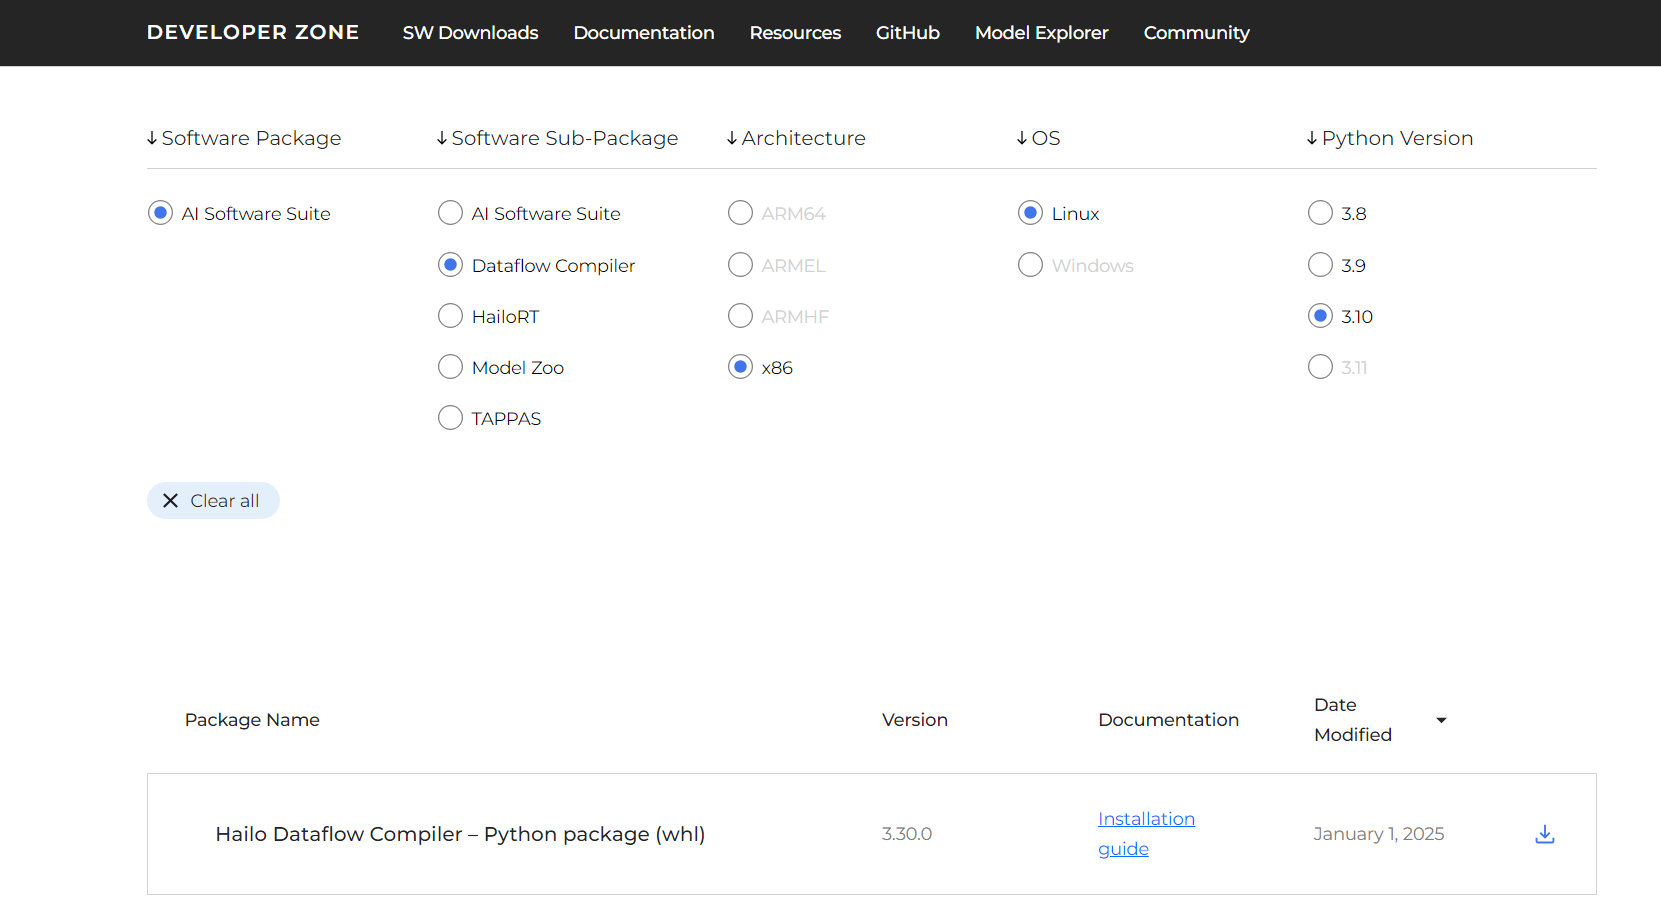 DEVELOPER ZONE SW Downloads Documentation Resources GitHub Model Explorer Community
↓ Software Package ↓ Software Sub-Package ↓ Architecture ↓ OS ↓ Python Version
AI Software Suite AI Software Suite ARM64 Linux 3.8
Dataflow Compiler ARMEL Windows 3.9
HailoRT ARMHF 3.10
Model Zoo x86 3.11
TAPPAS
Clear all
Package Name Version Documentation Date
Modified
Hailo Dataflow Compiler – Python package (whl) 3.30.0 Installation
guide January 1, 2025